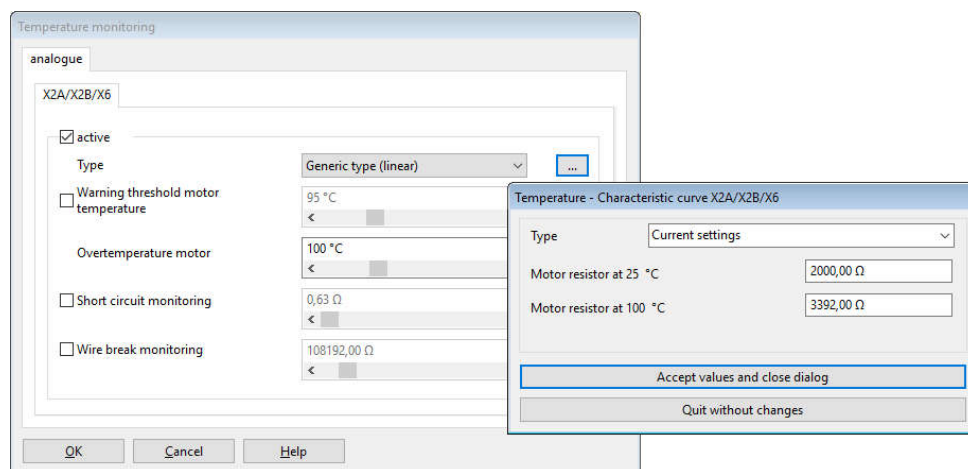 Temperature monitoring
analogue
X2A/X2B/X6
active
Type
Generic type (linear)
...
Warning threshold motor
temperature
95 °C
Overtemperature motor
100 °C
Short circuit monitoring
0,63 Ω
Wire break monitoring
108192,00 Ω
OK
Cancel
Help
Temperature - Characteristic curve X2A/X2B/X6
Type
Current settings
Motor resistor at 25 °C
2000,00 Ω
Motor resistor at 100 °C
3392,00 Ω
Accept values and close dialog
Quit without changes